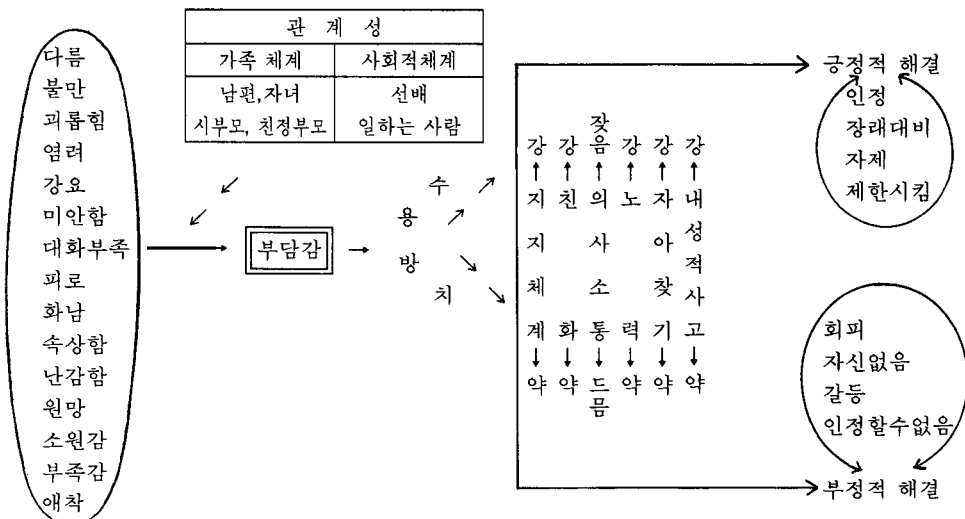 관 계 성
가족 체계 사회적체계
남편,자녀 선배
시부모, 친정부모 일하는 사람
다름
불만
괴롭힘
염려
강요
미안함
대화부족
피로
화남
속상함
난감함
원망
소원감
부족감
애착
부담감
수용
방치
강 강 잦음 강 강 강
지지체계
친화
의사소통
노력
자아찾기
내성적사고
약 약 드믐 약 약 약
긍정적 해결
인정
장래대비
자제
제한시킴
회피
자신없음
갈등
인정할수없음
부정적 해결